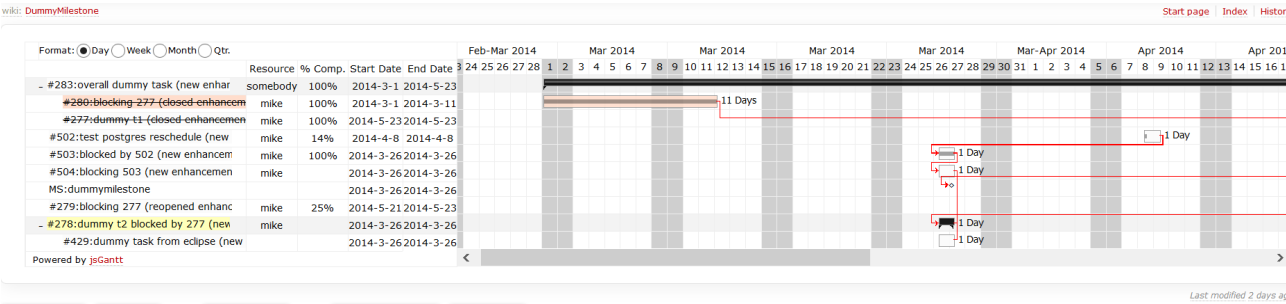 wiki: DummyMilestone
Start page Index Histor
Format: Day Week Month Qtr.
Feb-Mar 2014 Mar 2014 Mar 2014 Mar 2014 Mar 2014 Mar-Apr 2014 Apr 2014 Apr 201
Resource % Comp. Start Date End Date
3 24 25 26 27 28 1 2 3 4 5 6 7 8 9 10 11 12 13 14 15 16 17 18 19 20 21 22 23 24 25 26 27 28 29 30 31 1 2 3 4 5 6 7 8 9 10 11 12 13 14 15 16 1
- #283:overall dummy task (new enhar somebody 100% 2014-3-1 2014-5-23
#280:blocking 277 (closed enhancem mike 100% 2014-3-1 2014-3-11 11 Days
#277:dummy t1 (closed enhancemen mike 100% 2014-5-23 2014-5-23
#502:test postgres reschedule (new mike 14% 2014-4-8 2014-4-8 1 Day
#503:blocked by 502 (new enhancem mike 100% 2014-3-26 2014-3-26 1 Day
#504:blocking 503 (new enhancemen mike 2014-3-26 2014-3-26 1 Day
MS:dummymilestone 2014-3-26 2014-3-26
#279:blocking 277 (reopened enhanc mike 25% 2014-5-21 2014-5-23
- #278:dummy t2 blocked by 277 (new mike 2014-3-26 2014-3-26 1 Day
#429:dummy task from eclipse (new 2014-3-26 2014-3-26 1 Day
Powered by jsGantt
Last modified 2 days ag